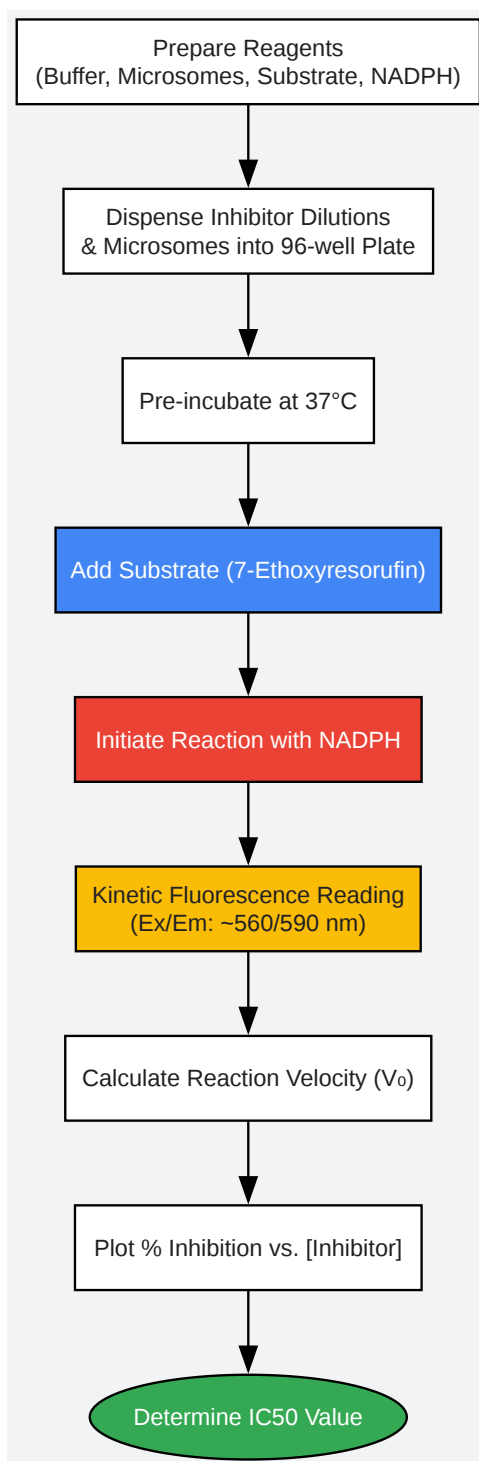 Prepare Reagents
(Buffer, Microsomes, Substrate, NADPH)
Dispense Inhibitor Dilutions
& Microsomes into 96-well Plate
Pre-incubate at 37°C
Add Substrate (7-Ethoxyresorufin)
Initiate Reaction with NADPH
Kinetic Fluorescence Reading
(Ex/Em: ~560/590 nm)
Calculate Reaction Velocity (V₀)
Plot % Inhibition vs. [Inhibitor]
Determine IC50 Value